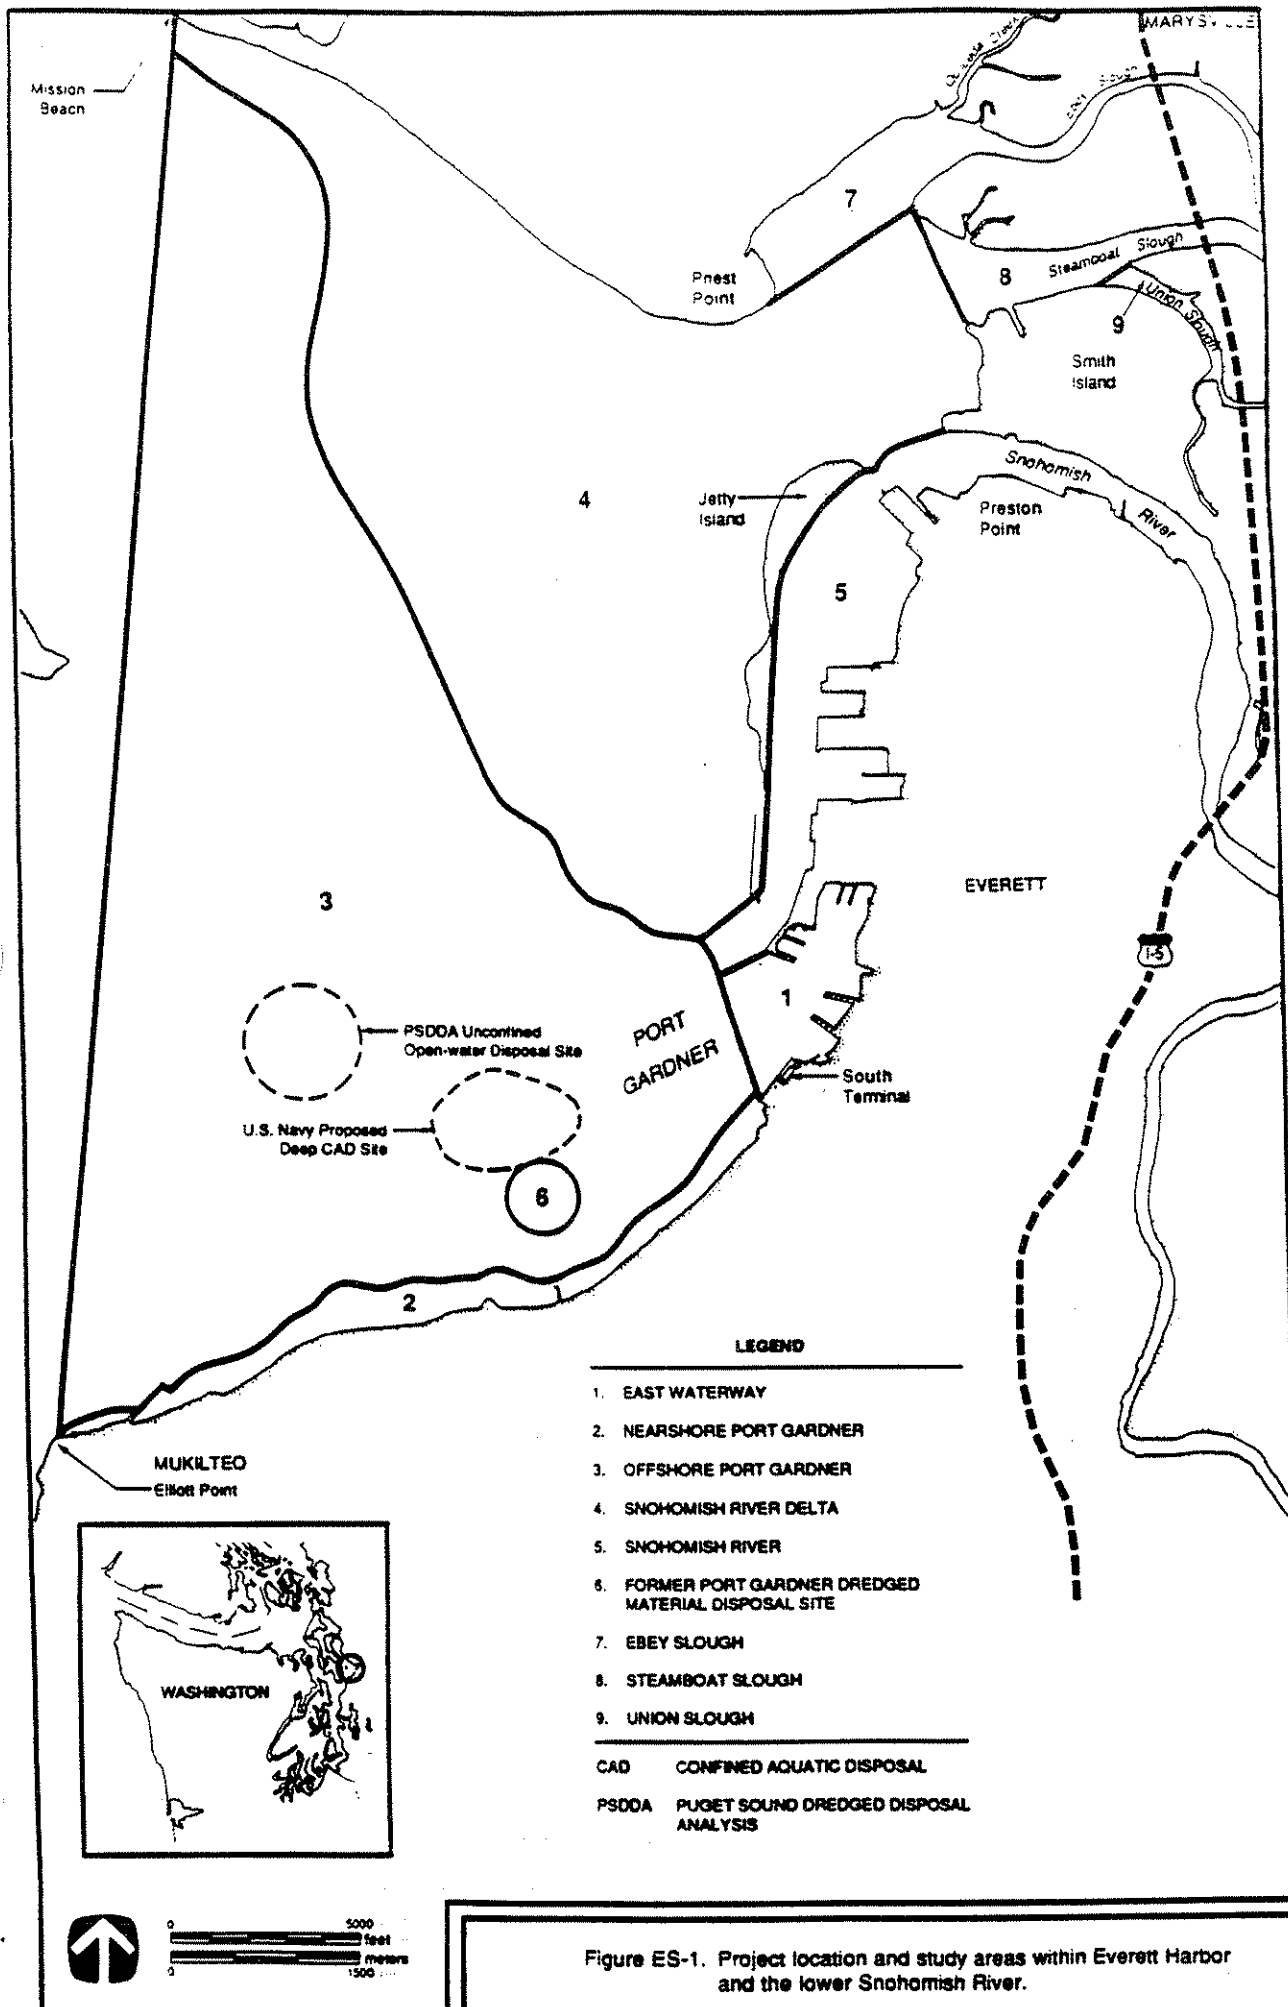 MARYSVILLE
Mission
Beach
Slough
7
Priest
Point
8
Steamboat Slough
9
Union Slough
Smith
Island
4
Jetty
Island
Snohomish
River
Preston
Point
5
3
EVERETT
I-5
1
PORT
GARDNER
PSDDA Unconfined
Open-water Disposal Site
South
Terminal
U.S. Navy Proposed
Deep CAD Site
6
2
MUKILTEO
Elliott Point
LEGEND
1. EAST WATERWAY
2. NEARSHORE PORT GARDNER
3. OFFSHORE PORT GARDNER
4. SNOHOMISH RIVER DELTA
5. SNOHOMISH RIVER
6. FORMER PORT GARDNER DREDGED
MATERIAL DISPOSAL SITE
7. EBEY SLOUGH
8. STEAMBOAT SLOUGH
9. UNION SLOUGH
CAD CONFINED AQUATIC DISPOSAL
PSDDA PUGET SOUND DREDGED DISPOSAL
ANALYSIS
WASHINGTON
0 5000
feet
meters
0 1500
Figure ES-1. Project location and study areas within Everett Harbor
and the lower Snohomish River.